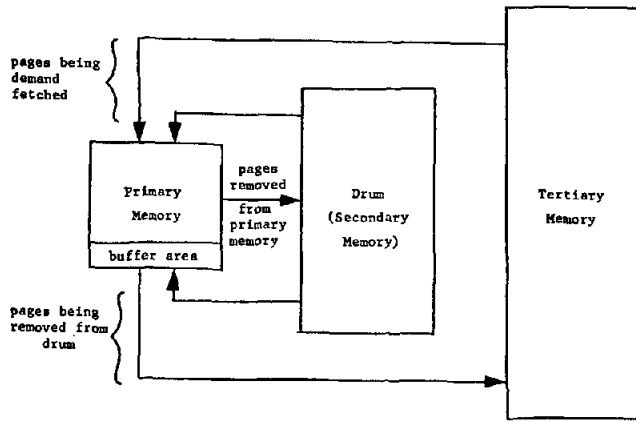 pages being
demand
fetched
Primary
Memory
buffer area
pages
removed
from
primary
memory
Drum
(Secondary
Memory)
Tertiary
Memory
pages being
removed from
drum